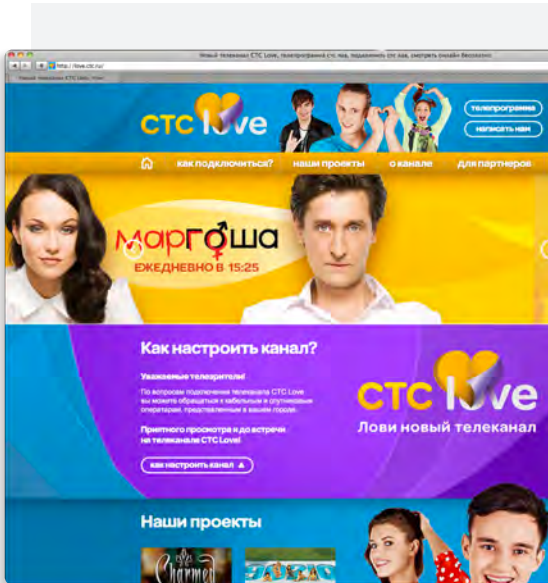 Новый телеканал СТС Love, телепрограмма стс лав, подключить стс лав, смотреть онлайн бесплатно
http://love.ctc.ru/
СТС love
телепрограмма
написать нам
как подключиться?
наши проекты
о канале
для партнеров
маргоша
ЕЖЕДНЕВНО В 15:25
Как настроить канал?
Уважаемые телезрители!
По вопросам подключения телеканала СТС Love
вы можете обращаться к кабельным и спутниковым
операторам, представленным в вашем городе.
Приятного просмотра и до встречи
на телеканале СТС Love!
как настроить канал
СТС love
Лови новый телеканал
Наши проекты
Charmed